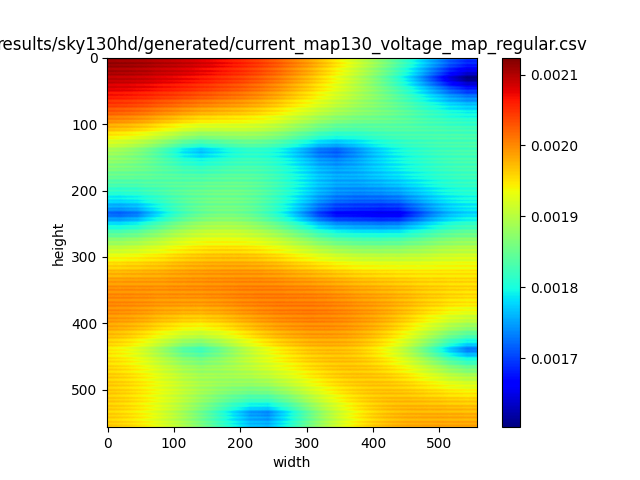 results/sky130hd/generated/current_map130_voltage_map_regular.csv
0
100
200
300
400
500
height
0 100 200 300 400 500
width
0.0021
0.0020
0.0019
0.0018
0.0017